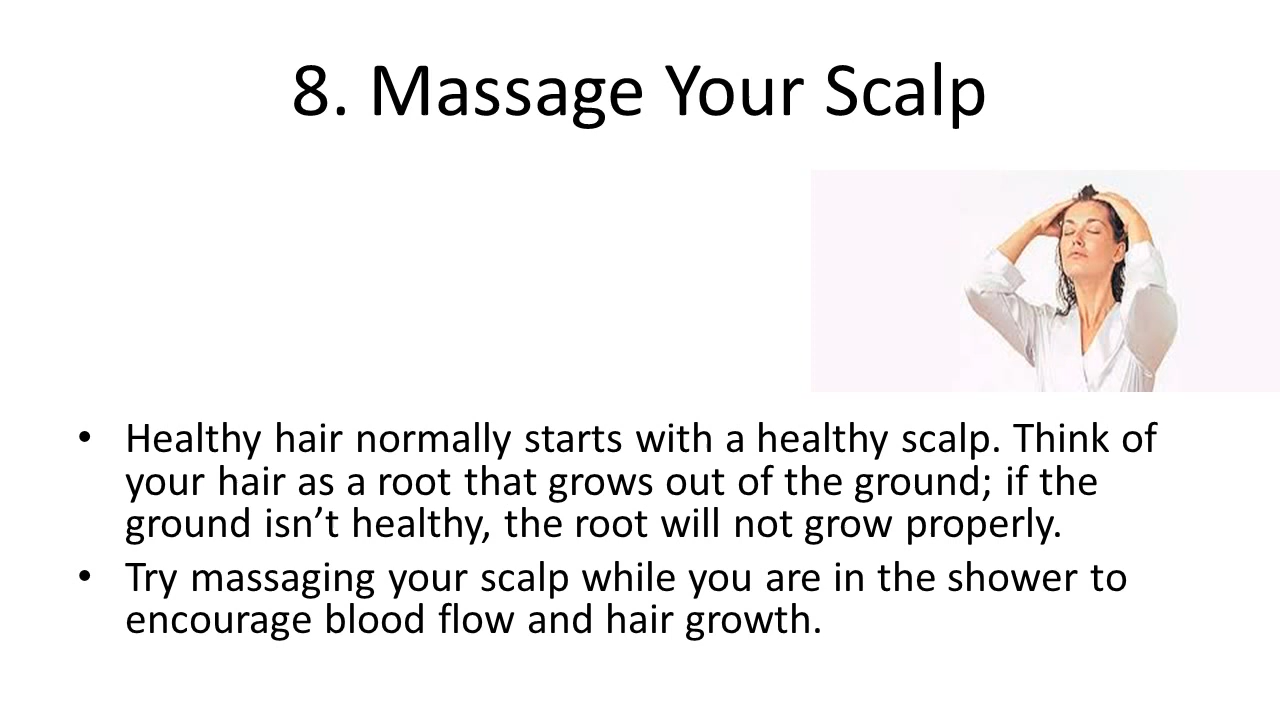 8. Massage Your Scalp
• Healthy hair normally starts with a healthy scalp. Think of
your hair as a root that grows out of the ground; if the
ground isn’t healthy, the root will not grow properly.
• Try massaging your scalp while you are in the shower to
encourage blood flow and hair growth.